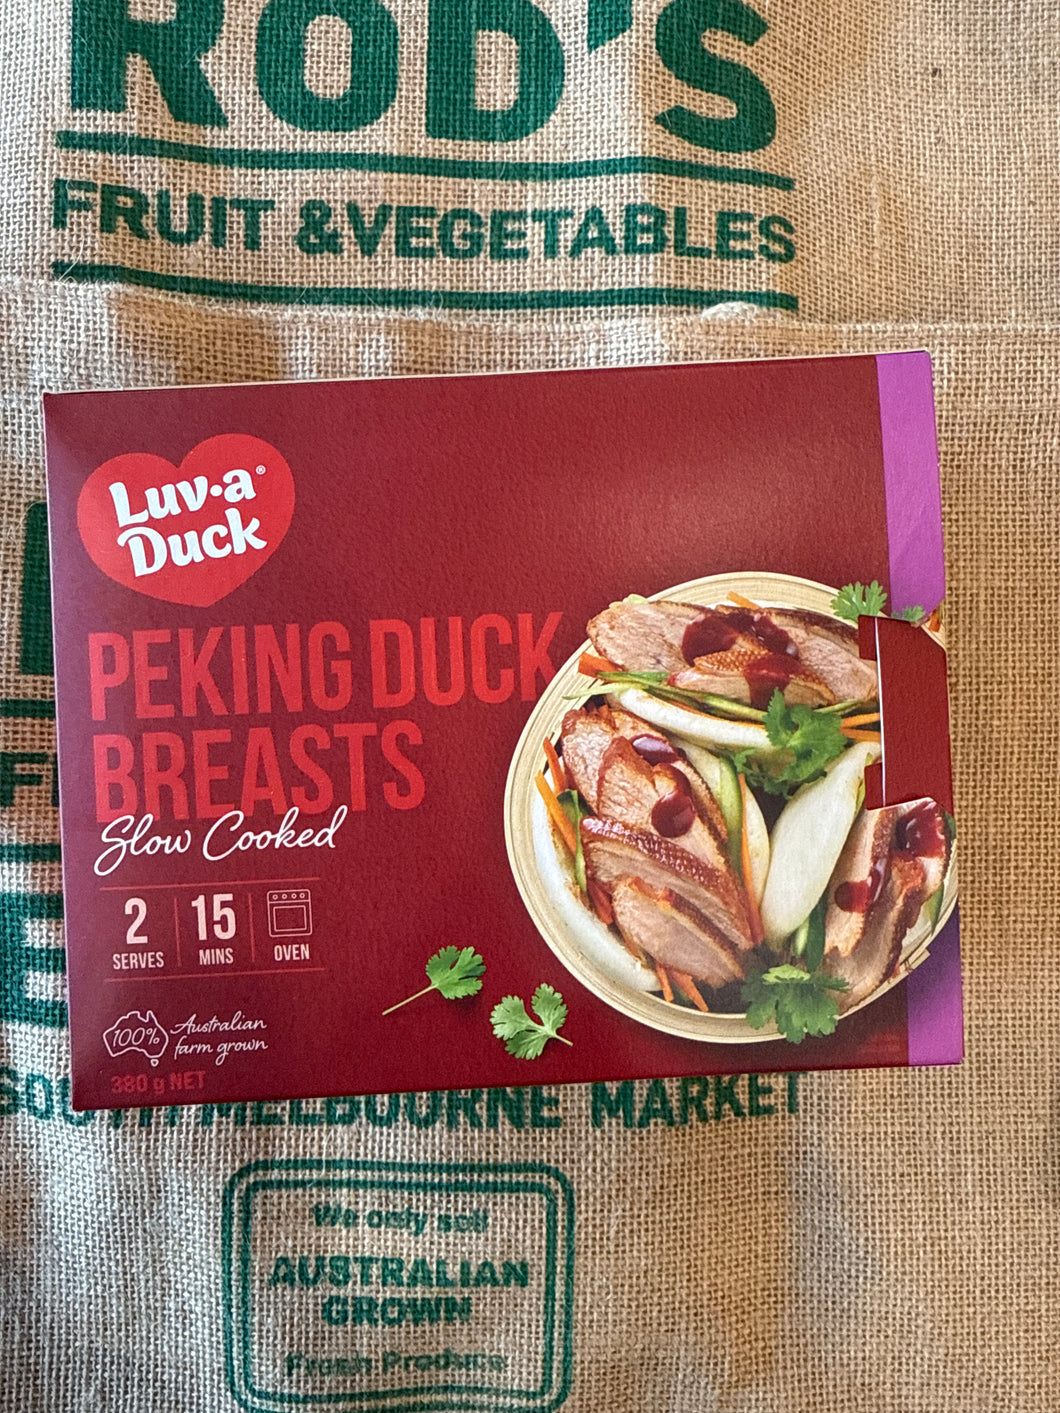 ROD'S
FRUIT & VEGETABLES
Luv-a®
Duck
PEKING DUCK
BREASTS
Slow Cooked
2
SERVES
15
MINS
OVEN
100%
Australian
farm grown
380 g NET
SOUTH MELBOURNE MARKET
We only sell
AUSTRALIAN
GROWN
Fresh Produce